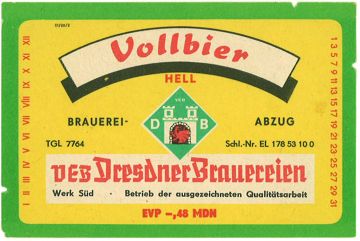 Vollbier
HELL
VEB
D B
BRAUEREI- ABZUG
TGL 7764 Schl.-Nr. EL 178 53 10 0
VEB Dresdner Brauereien
Werk Süd · Betrieb der ausgezeichneten Qualitätsarbeit
EVP -,48 MDN
I II III IV V VI VII VIII IX X XI XII
1 3 5 7 9 11 13 15 17 19 21 23 25 27 29 31